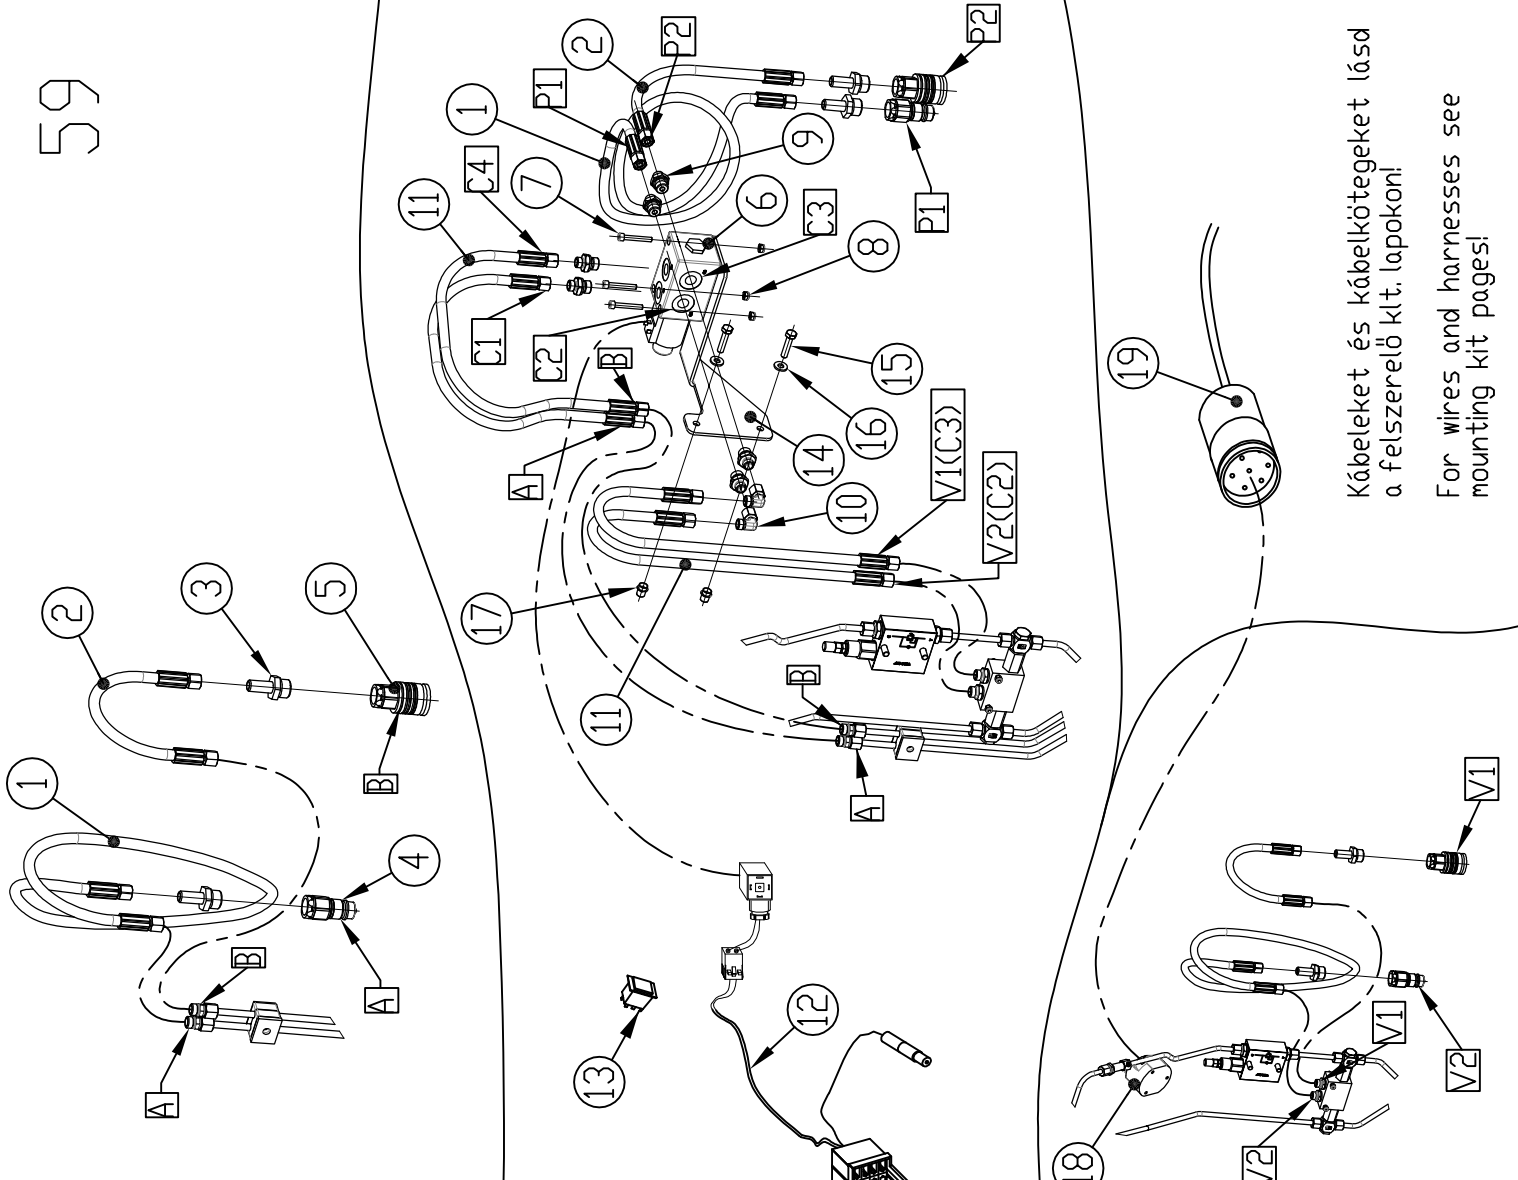 59
2
3
5
B
1
4
A
B
A
P2
2
P2
P1
1
9
C4
7
6
P1
11
C3
8
C1
C2
B
15
16
A
14
V1(C3)
10
V2(C2)
17
11
B
A
12
13
19
Kábeleket és kábelkötegeket lásd
a felszerelő klt. lapokon!
For wires and harnesses see
mounting kit pages!
V1
V1
V2
V2
18